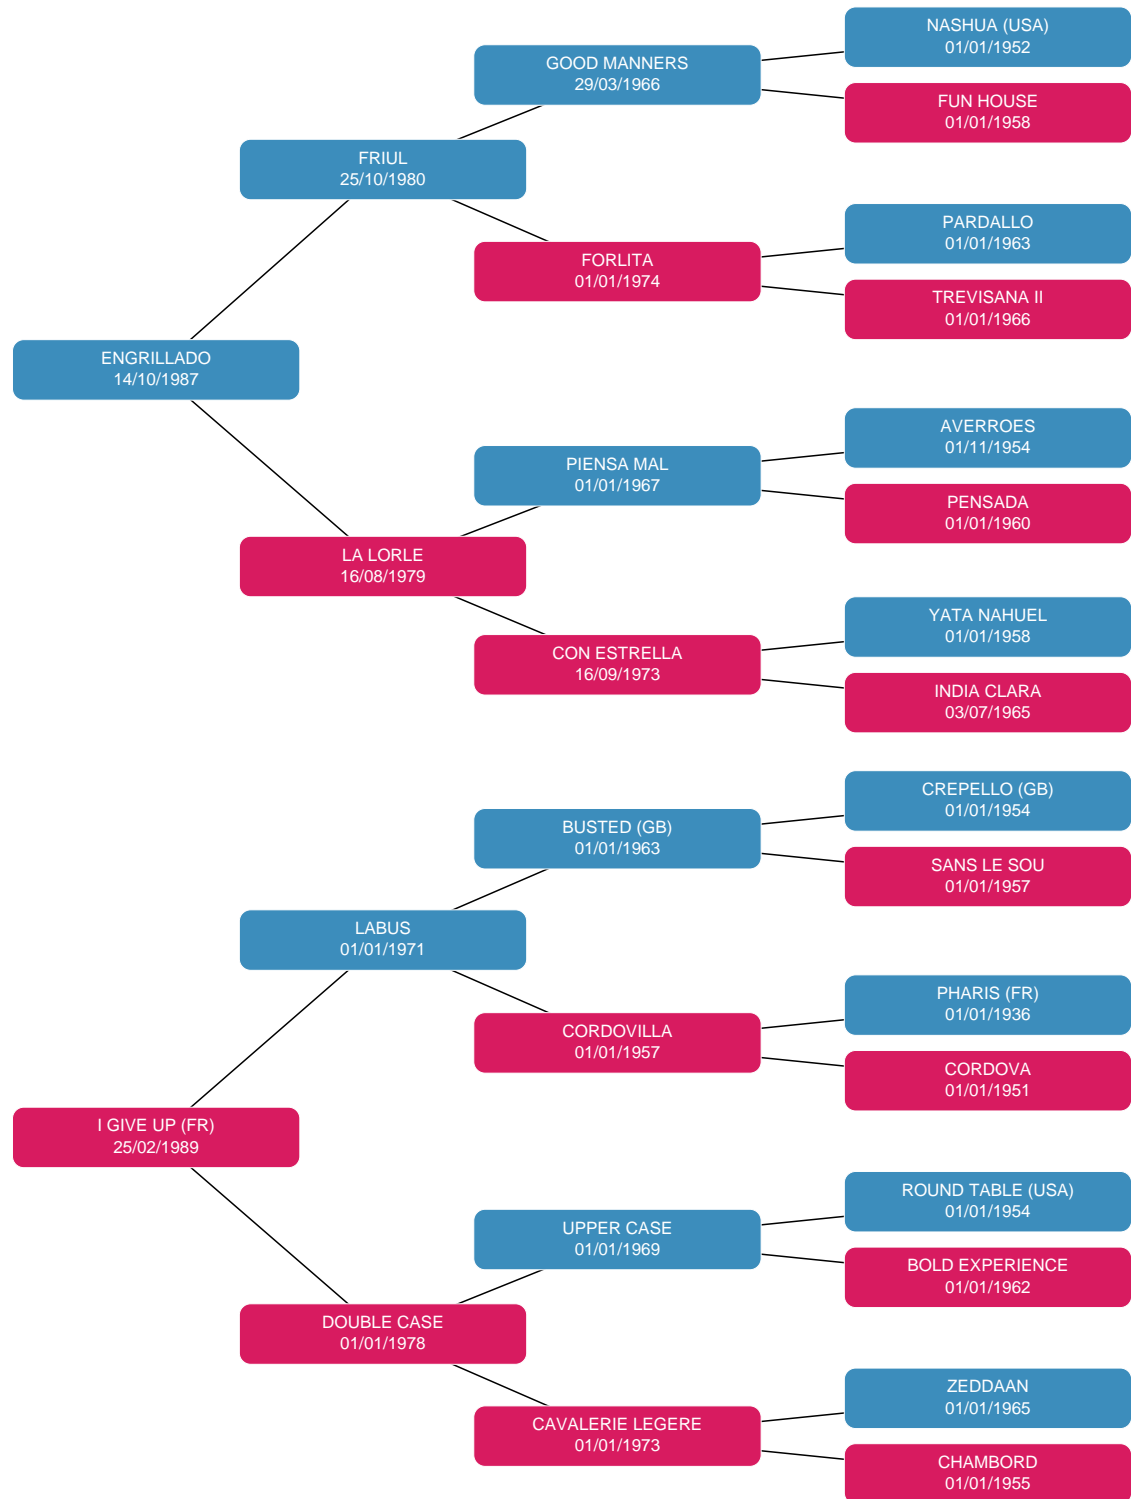 NASHUA (USA)
01/01/1952
GOOD MANNERS
29/03/1966
FUN HOUSE
01/01/1958
FRIUL
25/10/1980
PARDALLO
01/01/1963
FORLITA
01/01/1974
TREVISANA II
01/01/1966
ENGRILLADO
14/10/1987
AVERROES
01/11/1954
PIENSA MAL
01/01/1967
PENSADA
01/01/1960
LA LORLE
16/08/1979
YATA NAHUEL
01/01/1958
CON ESTRELLA
16/09/1973
INDIA CLARA
03/07/1965
CREPELLO (GB)
01/01/1954
BUSTED (GB)
01/01/1963
SANS LE SOU
01/01/1957
LABUS
01/01/1971
PHARIS (FR)
01/01/1936
CORDOVILLA
01/01/1957
CORDOVA
01/01/1951
I GIVE UP (FR)
25/02/1989
ROUND TABLE (USA)
01/01/1954
UPPER CASE
01/01/1969
BOLD EXPERIENCE
01/01/1962
DOUBLE CASE
01/01/1978
ZEDDAAN
01/01/1965
CAVALERIE LEGERE
01/01/1973
CHAMBORD
01/01/1955